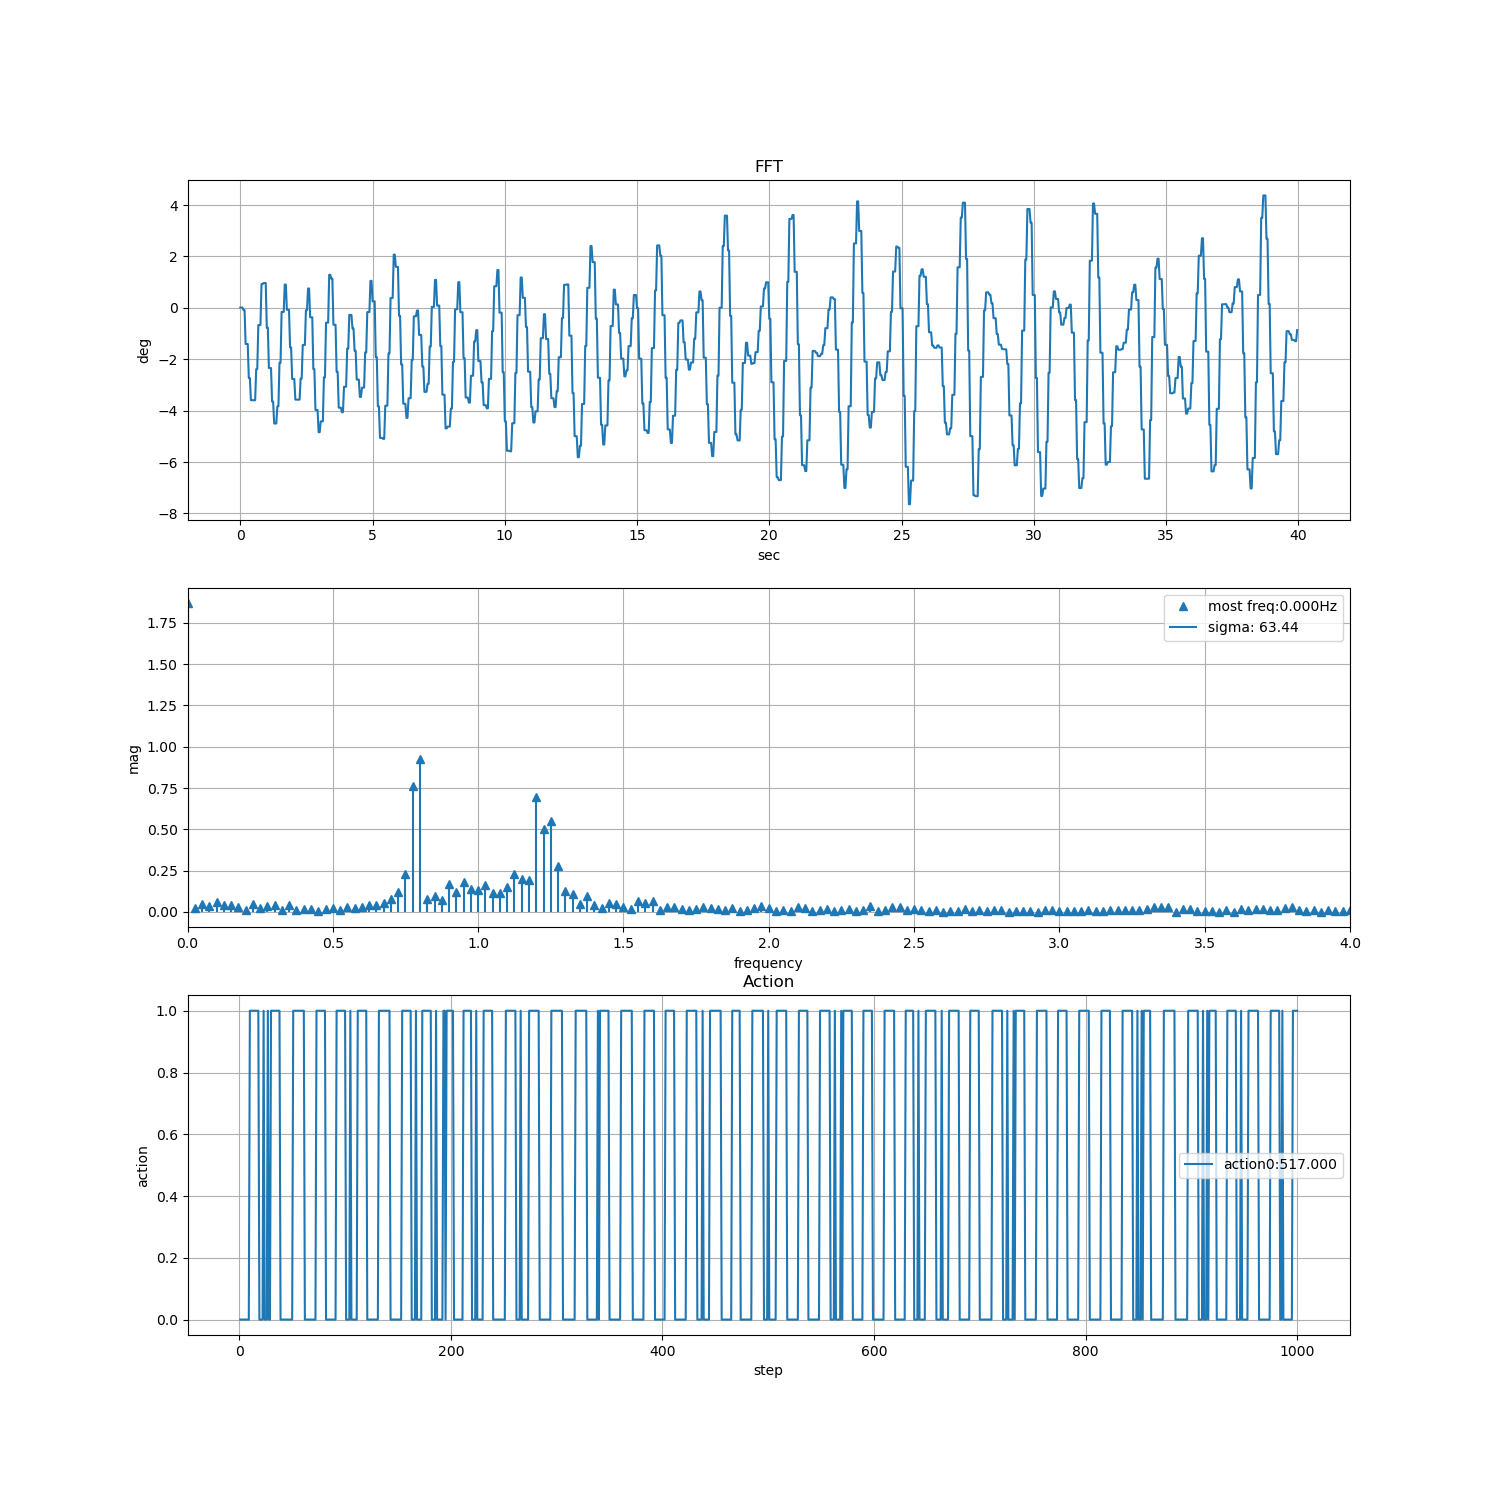 FFT
4
2
0
−2
−4
−6
−8
deg
0 5 10 15 20 25 30 35 40
sec
most freq:0.000Hz
sigma: 63.44
1.75
1.50
1.25
1.00
0.75
0.50
0.25
0.00
mag
0.0 0.5 1.0 1.5 2.0 2.5 3.0 3.5 4.0
frequency
Action
1.0
0.8
0.6
0.4
0.2
0.0
action
action0:517.000
0 200 400 600 800 1000
step